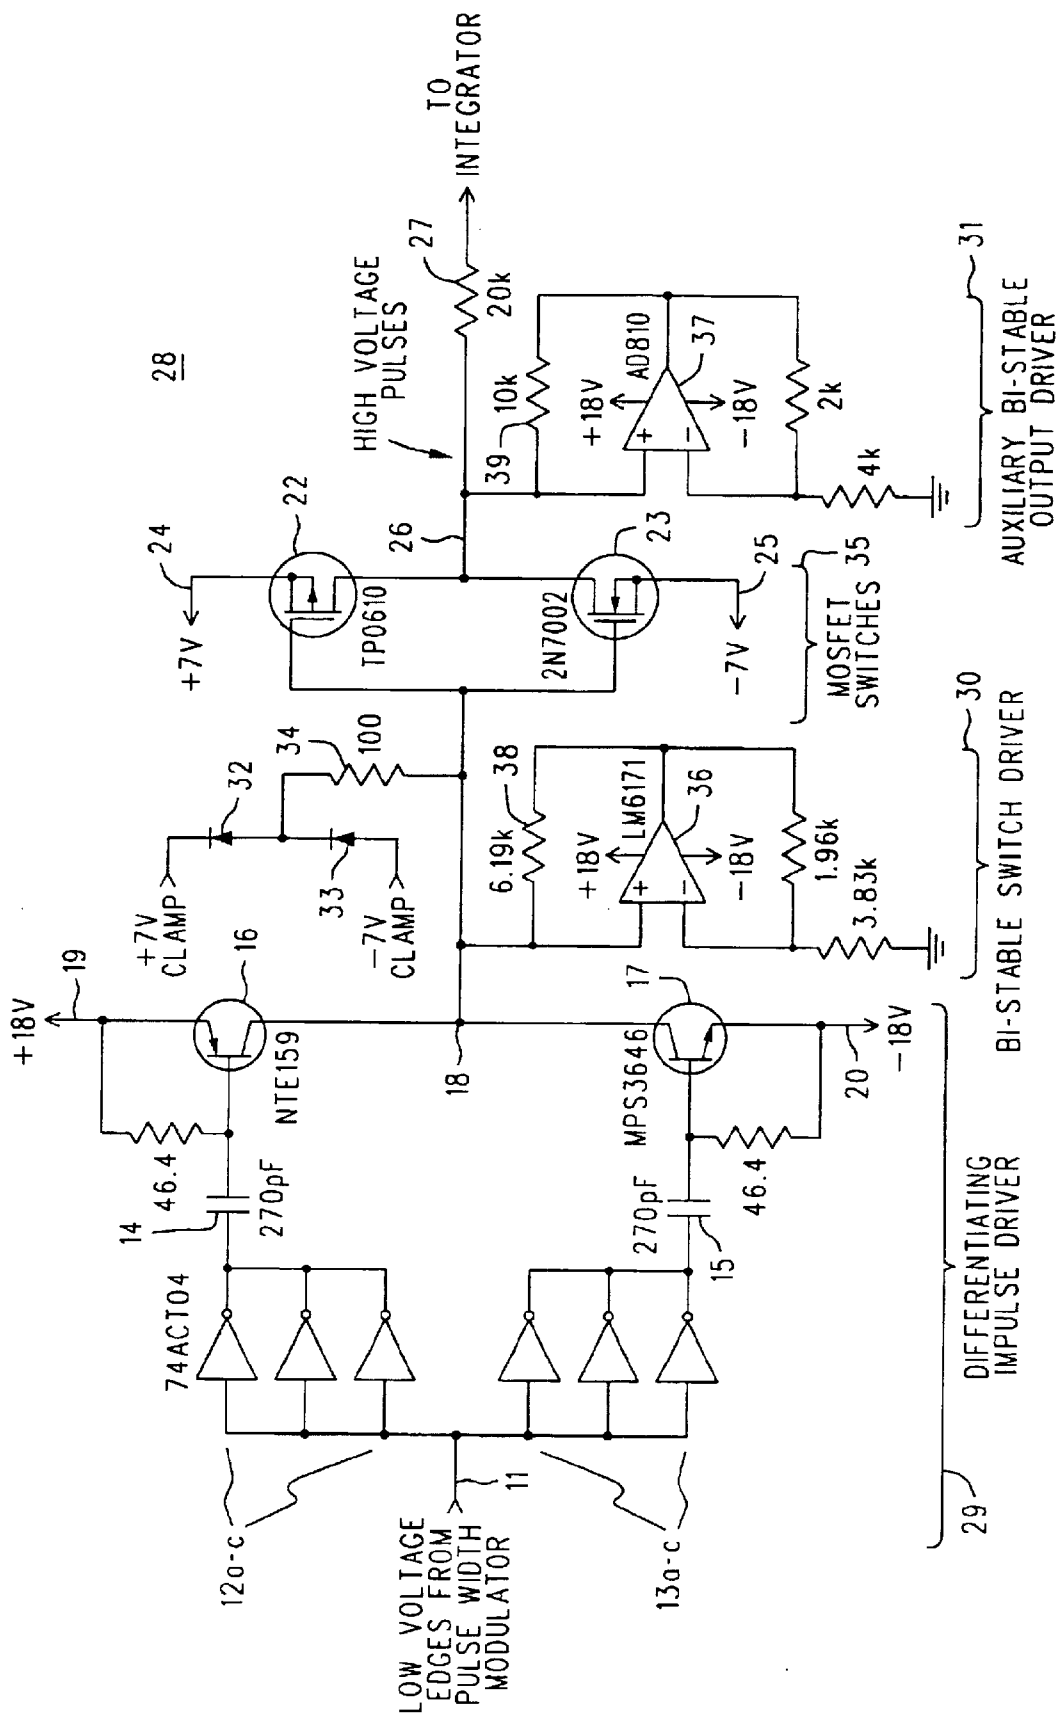 28
LOW VOLTAGE
EDGES FROM
PULSE WIDTH
MODULATOR
11
12a-c
13a-c
74ACT04
14
270pF
46.4
+18V
19
16
NTE159
18
270pF
15
46.4
MPS3646
17
20
-18V
29
DIFFERENTIATING
IMPULSE DRIVER
+7V
CLAMP
-7V
CLAMP
32
33
34
100
6.19k
38
+18V
LM6171
36
+
-
-18V
1.96k
3.83k
30
BI-STABLE SWITCH DRIVER
+7V
24
22
TP0610
26
2N7002
23
25
-7V
MOSFET
SWITCHES
35
HIGH VOLTAGE
PULSES
27
20k
TO
INTEGRATOR
39
10k
+18V
AD810
37
+
-
-18V
2k
4k
31
AUXILIARY BI-STABLE
OUTPUT DRIVER